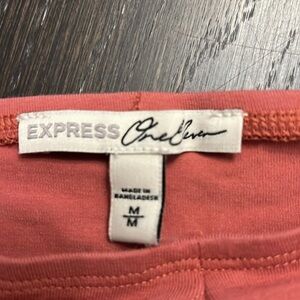 EXPRESS One Eleven
MADE IN
BANGLADESH
M
M